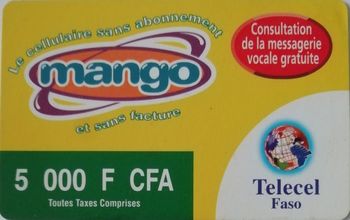 Le cellulaire sans abonnement
mango
et sans facture
Consultation
de la messagerie
vocale gratuite
5 000 F CFA
Toutes Taxes Comprises
Telecel
Faso